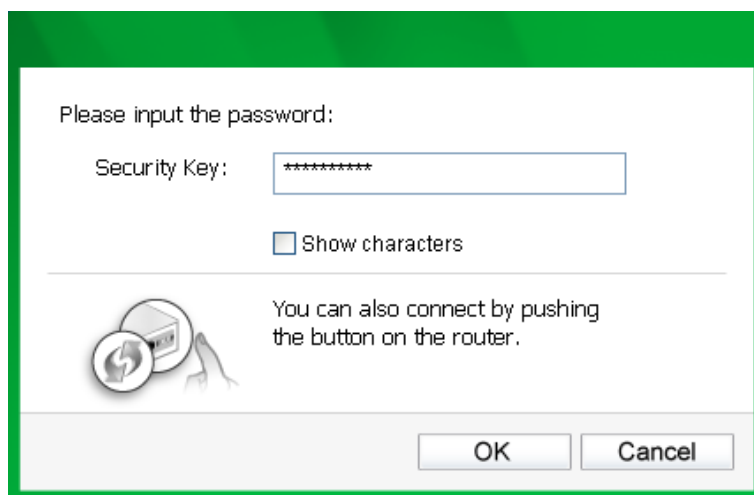 Please input the password:
Security Key: **********
Show characters
You can also connect by pushing
the button on the router.
OK Cancel